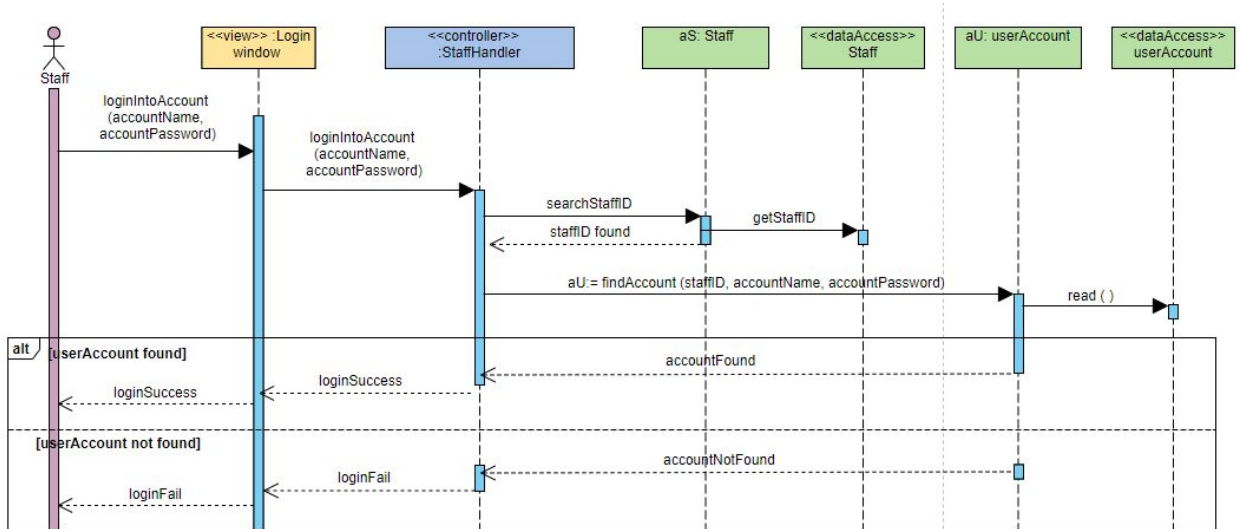 Staff
<<view>> :Login
window
<<controller>>
:StaffHandler
aS: Staff
<<dataAccess>>
Staff
aU: userAccount
<<dataAccess>>
userAccount
loginIntoAccount
(accountName,
accountPassword)
loginIntoAccount
(accountName,
accountPassword)
searchStaffID
getStaffID
staffID found
aU:= findAccount (staffID, accountName, accountPassword)
read ( )
alt
[userAccount found]
accountFound
loginSuccess
loginSuccess
[userAccount not found]
accountNotFound
loginFail
loginFail